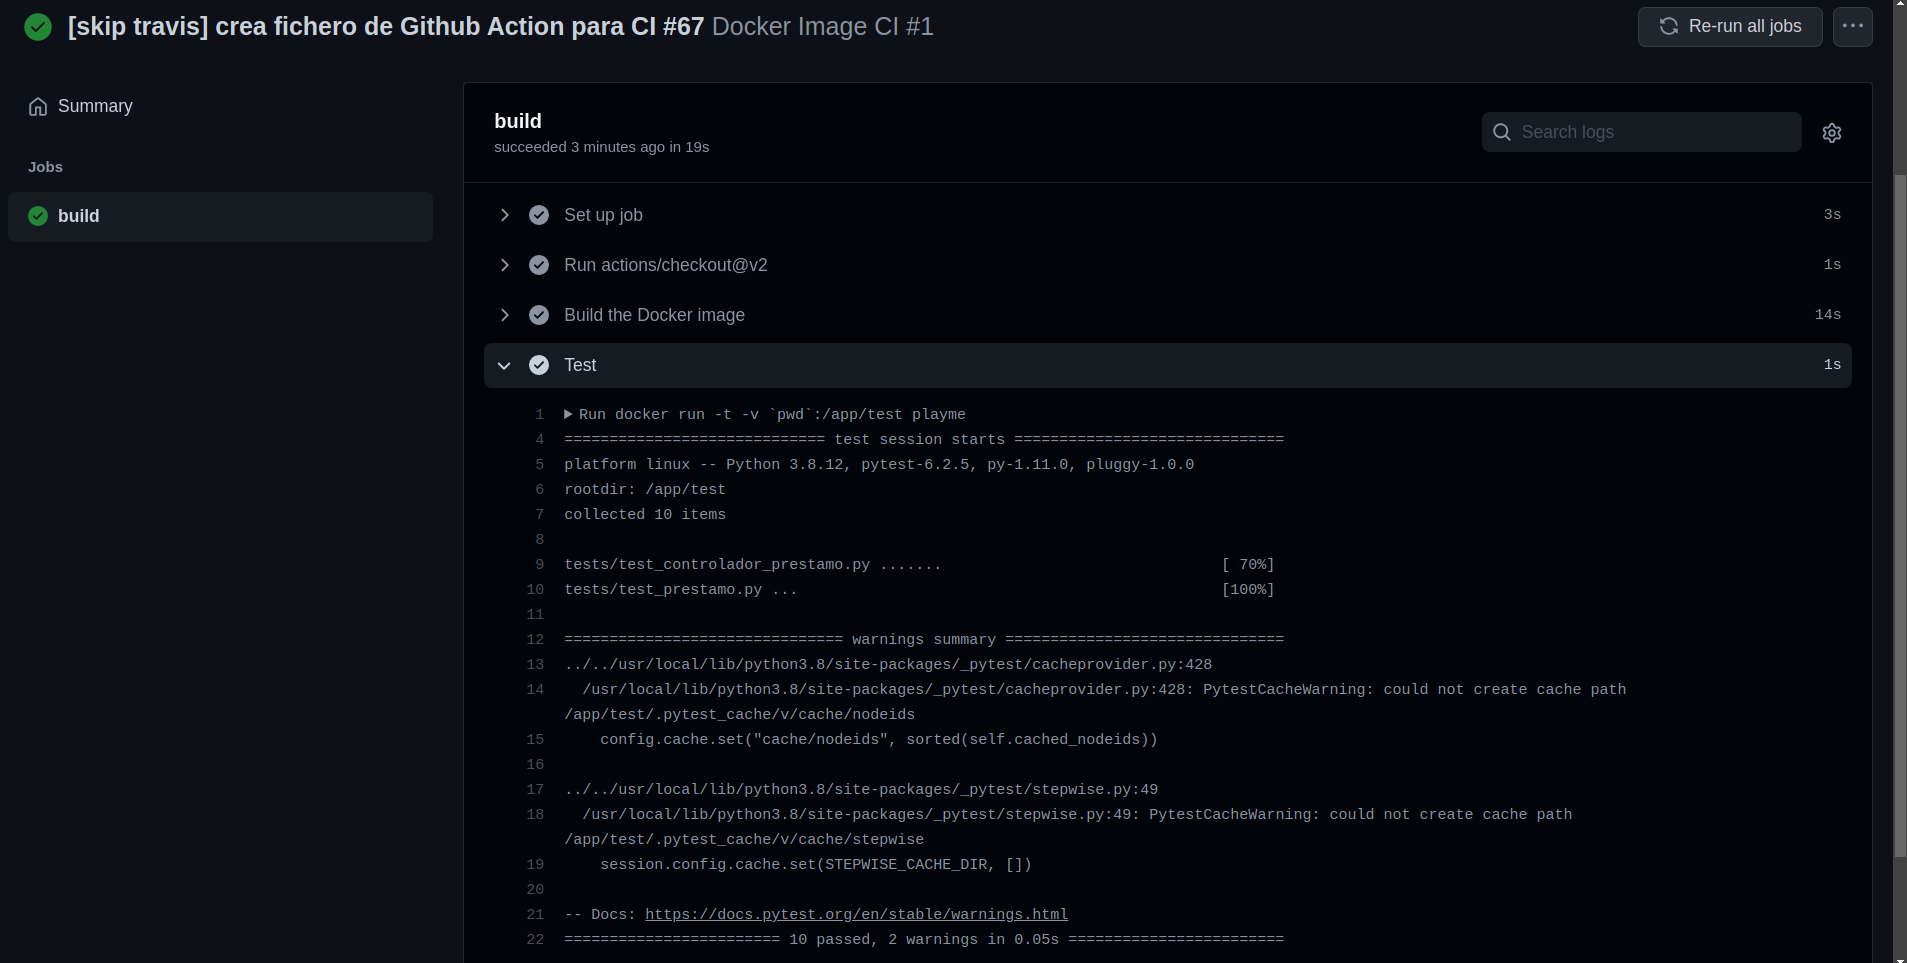 [skip travis] crea fichero de Github Action para CI #67 Docker Image CI #1
Re-run all jobs
Summary
Jobs
build
build
succeeded 3 minutes ago in 19s
Search logs
Set up job 3s
Run actions/checkout@v2 1s
Build the Docker image 14s
Test 1s
1 Run docker run -t -v `pwd`:/app/test playme
4 ============================= test session starts ==============================
5 platform linux -- Python 3.8.12, pytest-6.2.5, py-1.11.0, pluggy-1.0.0
6 rootdir: /app/test
7 collected 10 items
8
9 tests/test_controlador_prestamo.py ....... [ 70%]
10 tests/test_prestamo.py ... [100%]
11
12 =============================== warnings summary ===============================
13 ../../usr/local/lib/python3.8/site-packages/_pytest/cacheprovider.py:428
14 /usr/local/lib/python3.8/site-packages/_pytest/cacheprovider.py:428: PytestCacheWarning: could not create cache path
/app/test/.pytest_cache/v/cache/nodeids
15 config.cache.set("cache/nodeids", sorted(self.cached_nodeids))
16
17 ../../usr/local/lib/python3.8/site-packages/_pytest/stepwise.py:49
18 /usr/local/lib/python3.8/site-packages/_pytest/stepwise.py:49: PytestCacheWarning: could not create cache path
/app/test/.pytest_cache/v/cache/stepwise
19 session.config.cache.set(STEPWISE_CACHE_DIR, [])
20
21 -- Docs: https://docs.pytest.org/en/stable/warnings.html
22 ======================== 10 passed, 2 warnings in 0.05s ========================